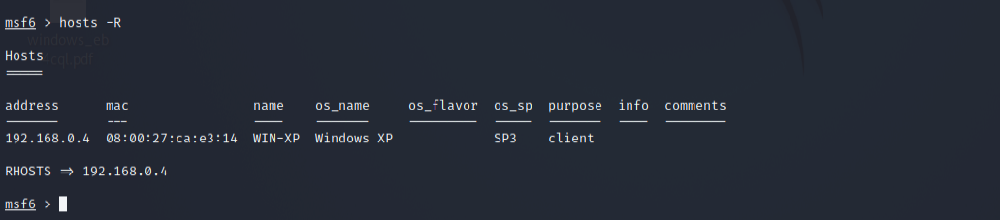 msf6 > hosts -R
windows_eb
Hosts
=====
address mac name os_name os_flavor os_sp purpose info comments
------- --- ---- ------- --------- ----- ------- ---- --------
192.168.0.4 08:00:27:ca:e3:14 WIN-XP Windows XP SP3 client
RHOSTS => 192.168.0.4
msf6 >